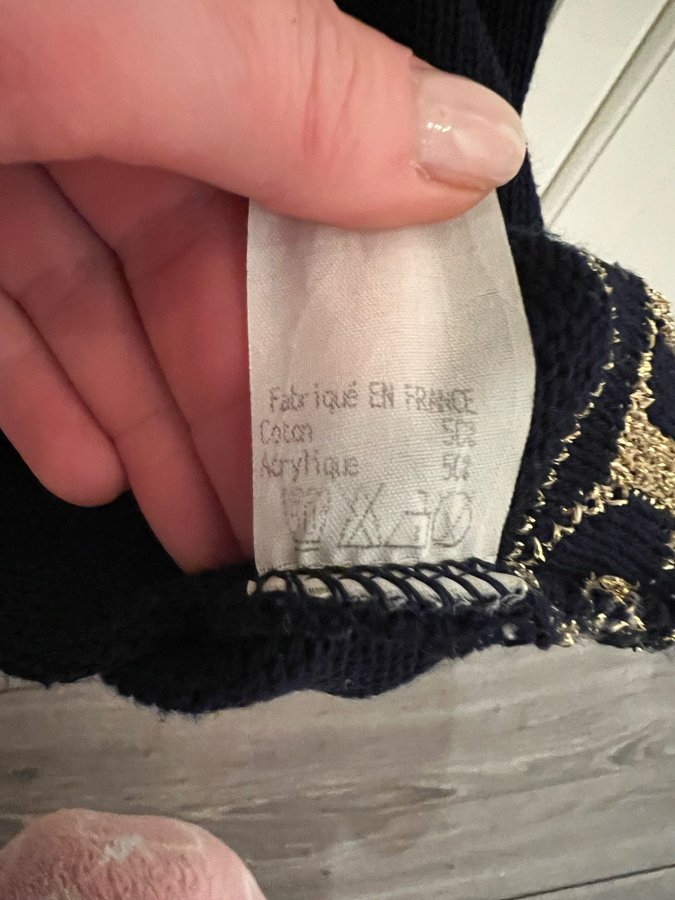 Fabriqué EN FRANCE
Coton 50%
Acrylique 50%